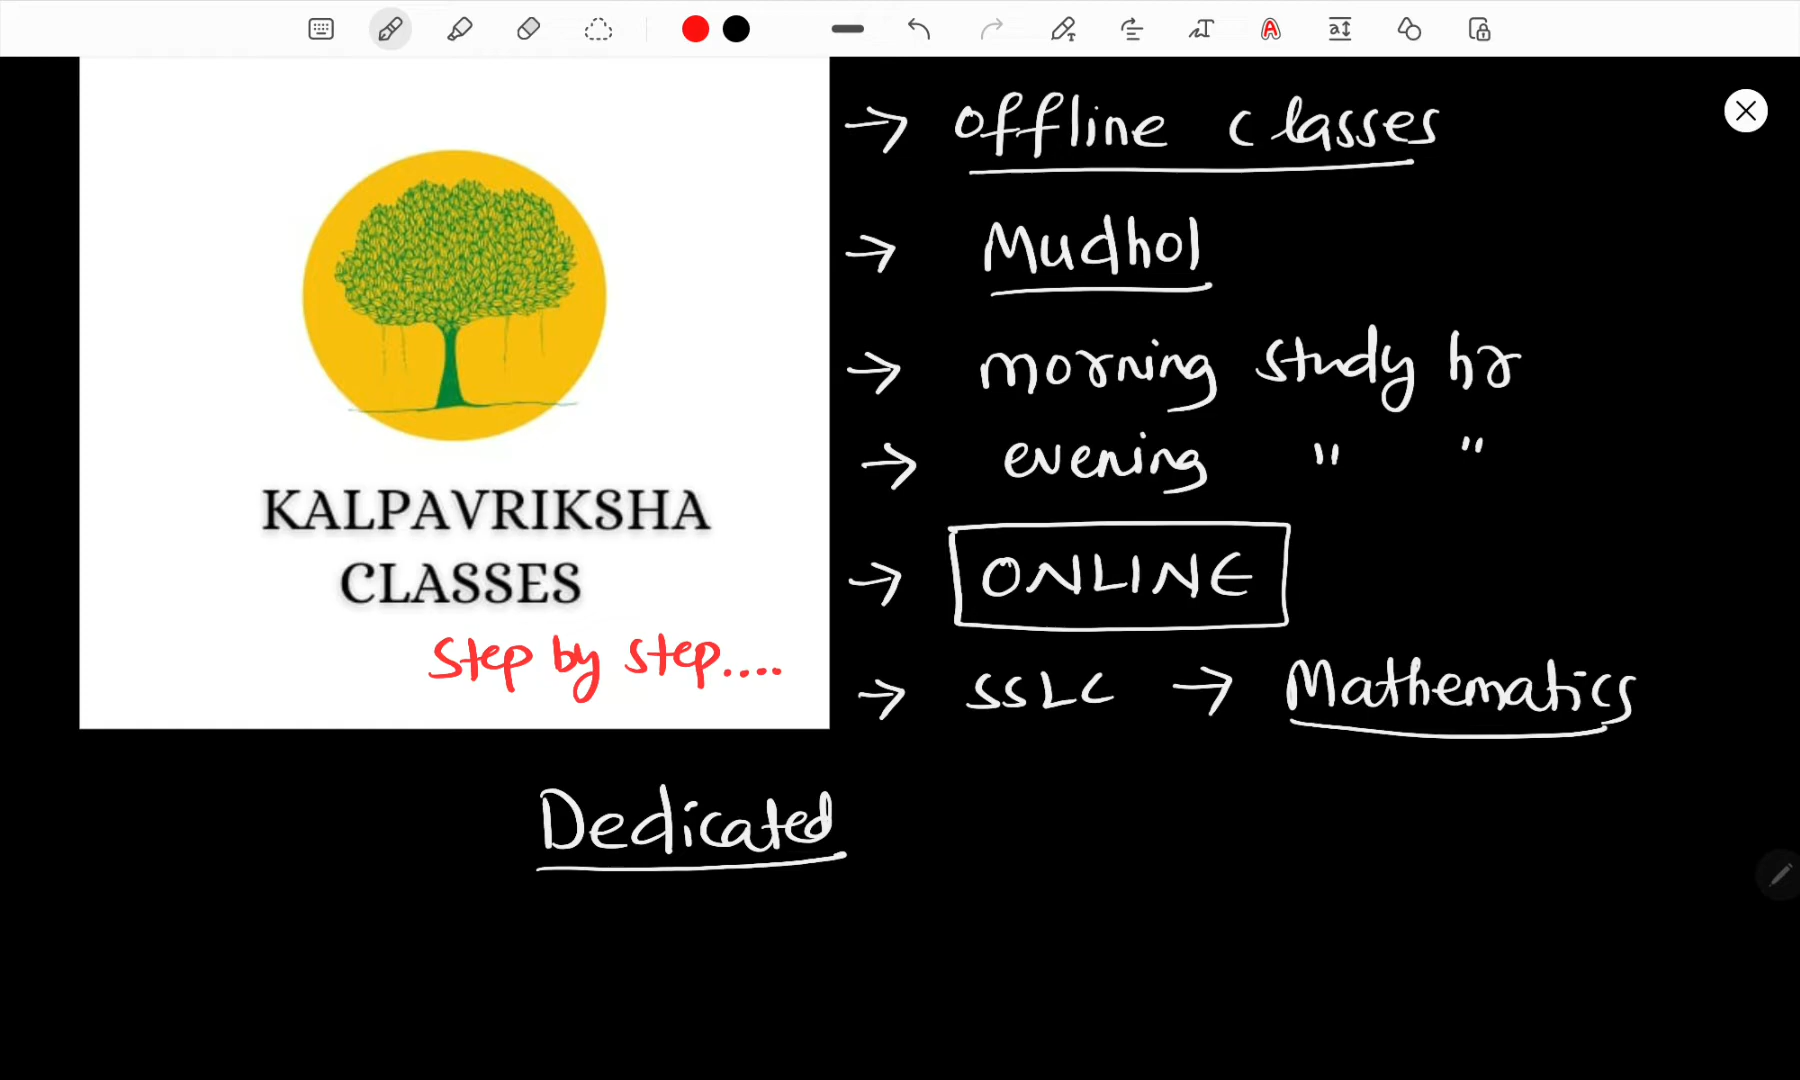 → offline classes
→ Mudhol
→ morning study hr
→ evening " "
→ ONLINE
→ SSLC → Mathematics
KALPAVRIKSHA
CLASSES
Step by step....
Dedicated